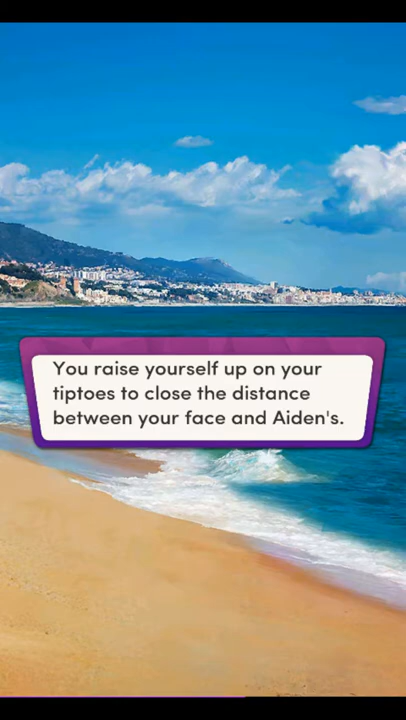 You raise yourself up on your
tiptoes to close the distance
between your face and Aiden's.